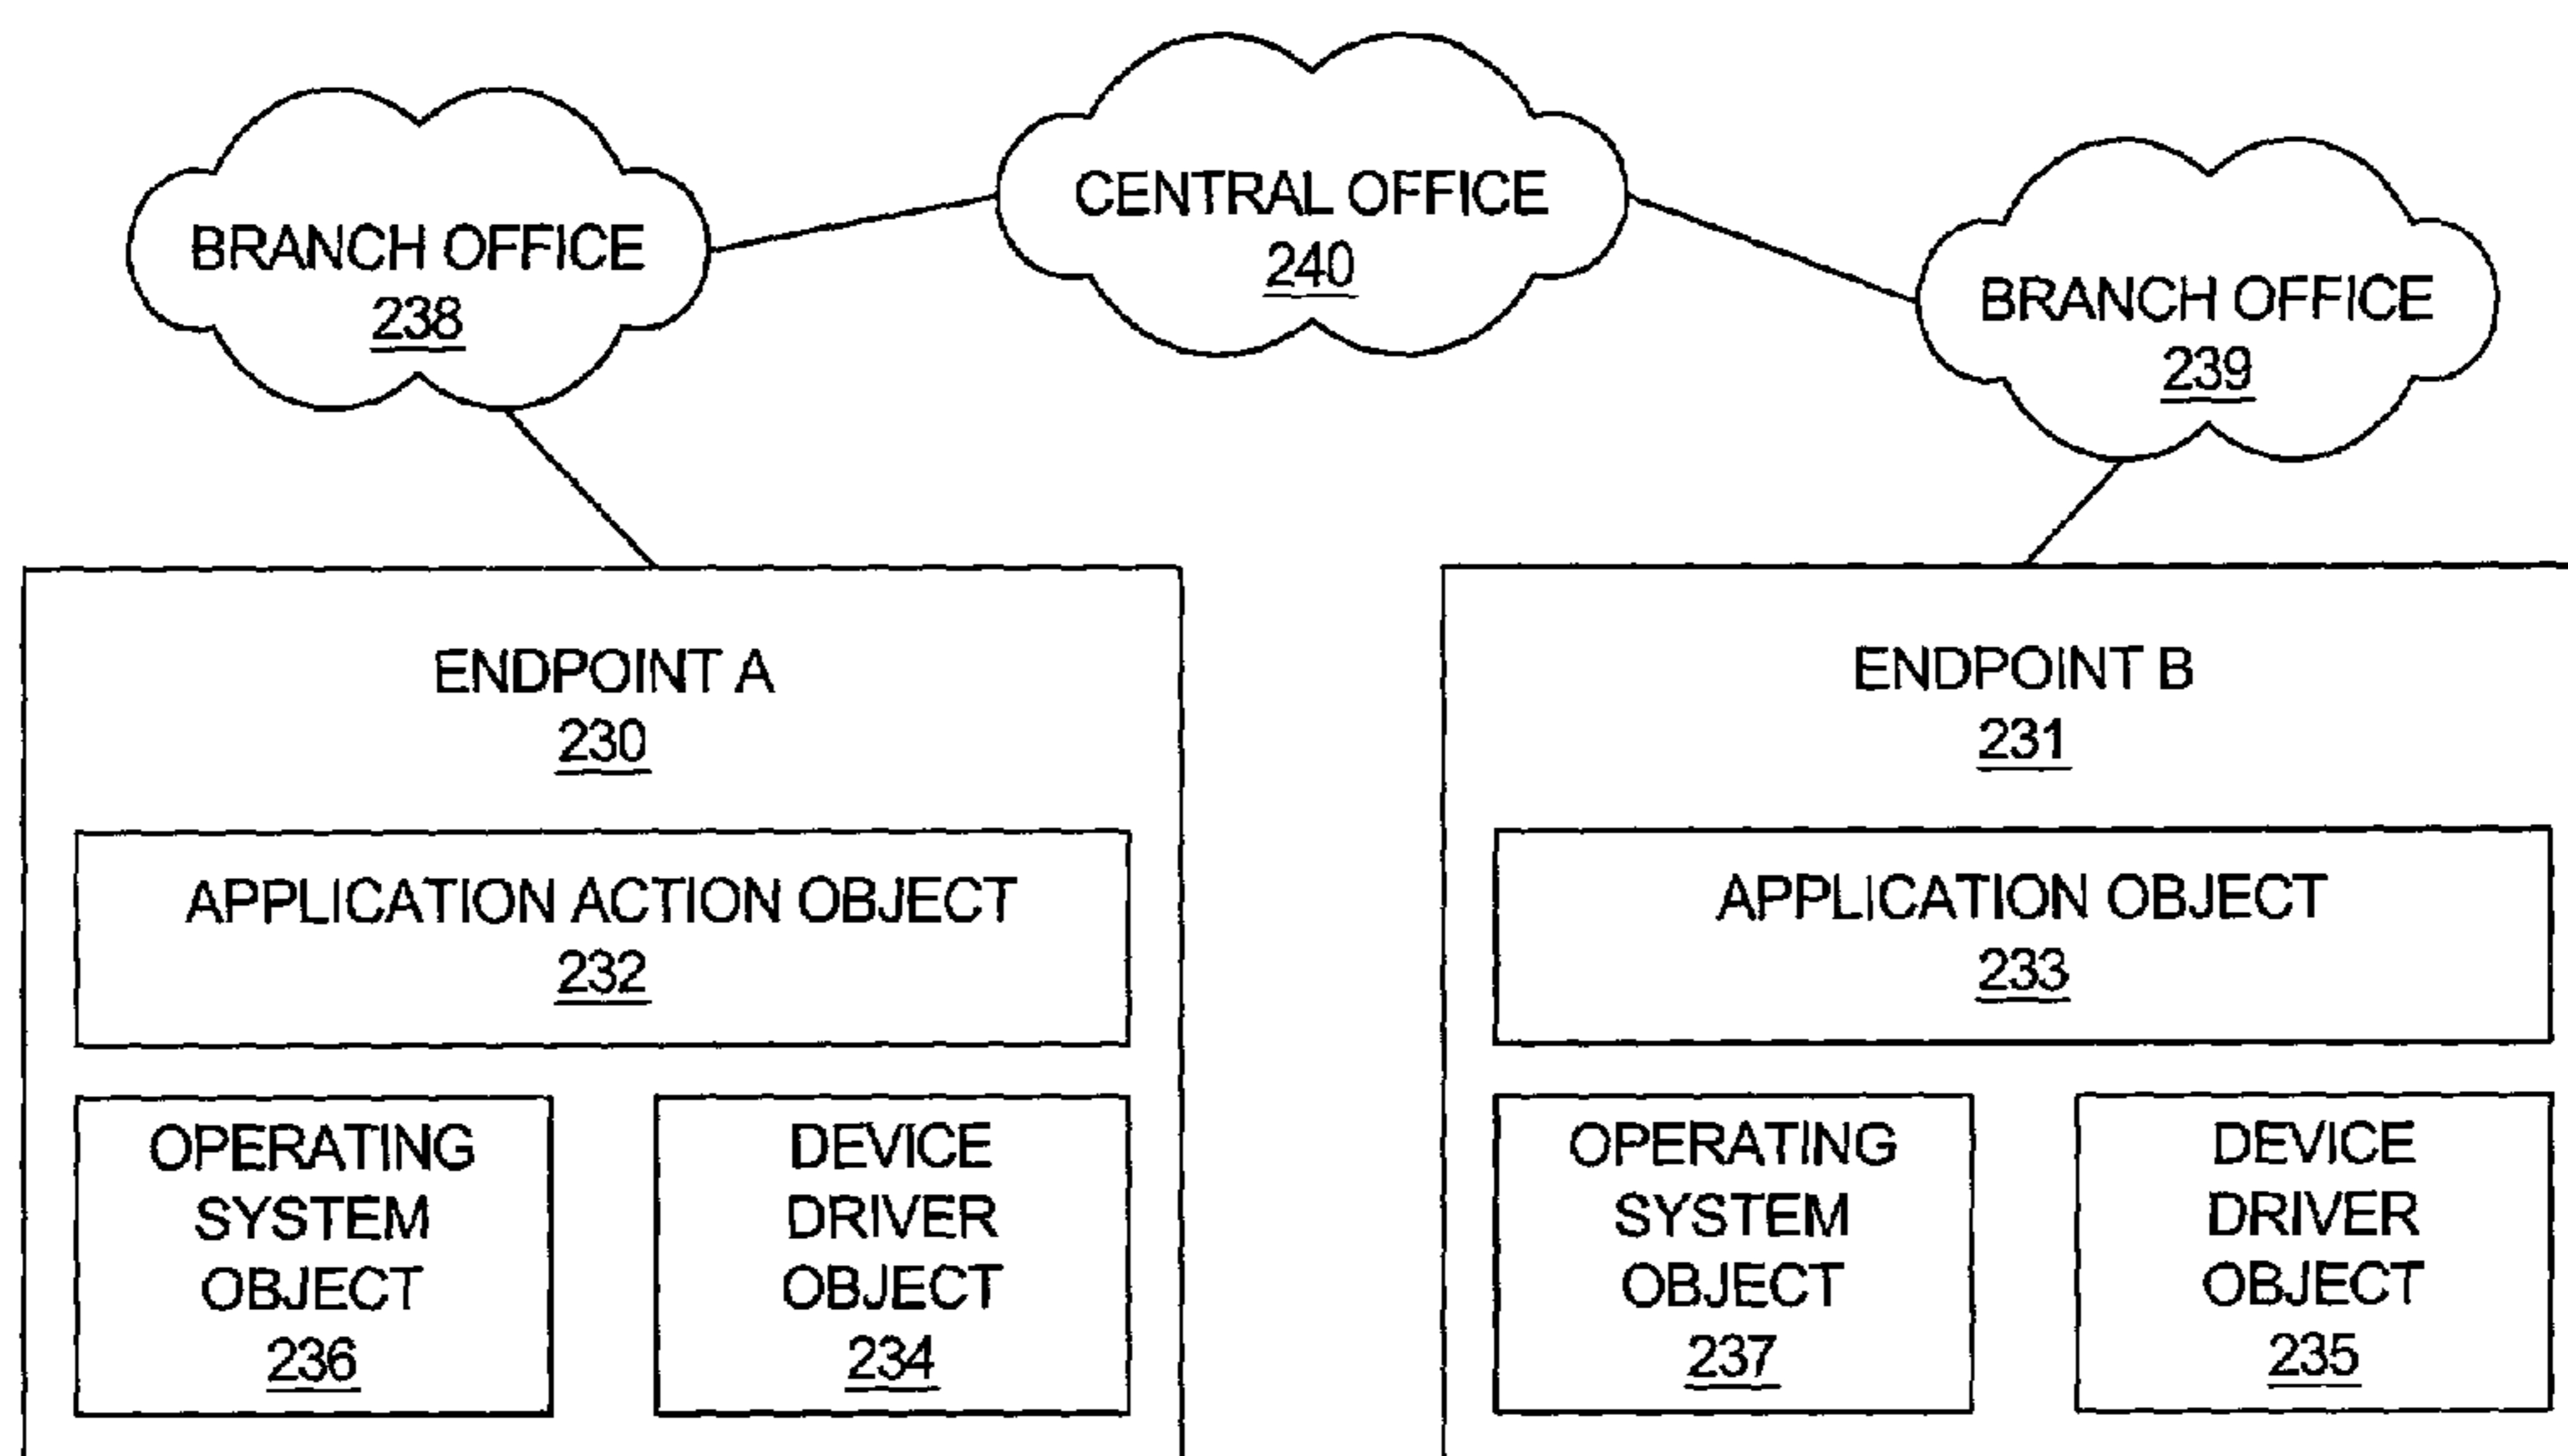 CENTRAL OFFICE
240
BRANCH OFFICE
238
BRANCH OFFICE
239
ENDPOINT A
230
APPLICATION ACTION OBJECT
232
OPERATING
SYSTEM
OBJECT
236
DEVICE
DRIVER
OBJECT
234
ENDPOINT B
231
APPLICATION OBJECT
233
OPERATING
SYSTEM
OBJECT
237
DEVICE
DRIVER
OBJECT
235